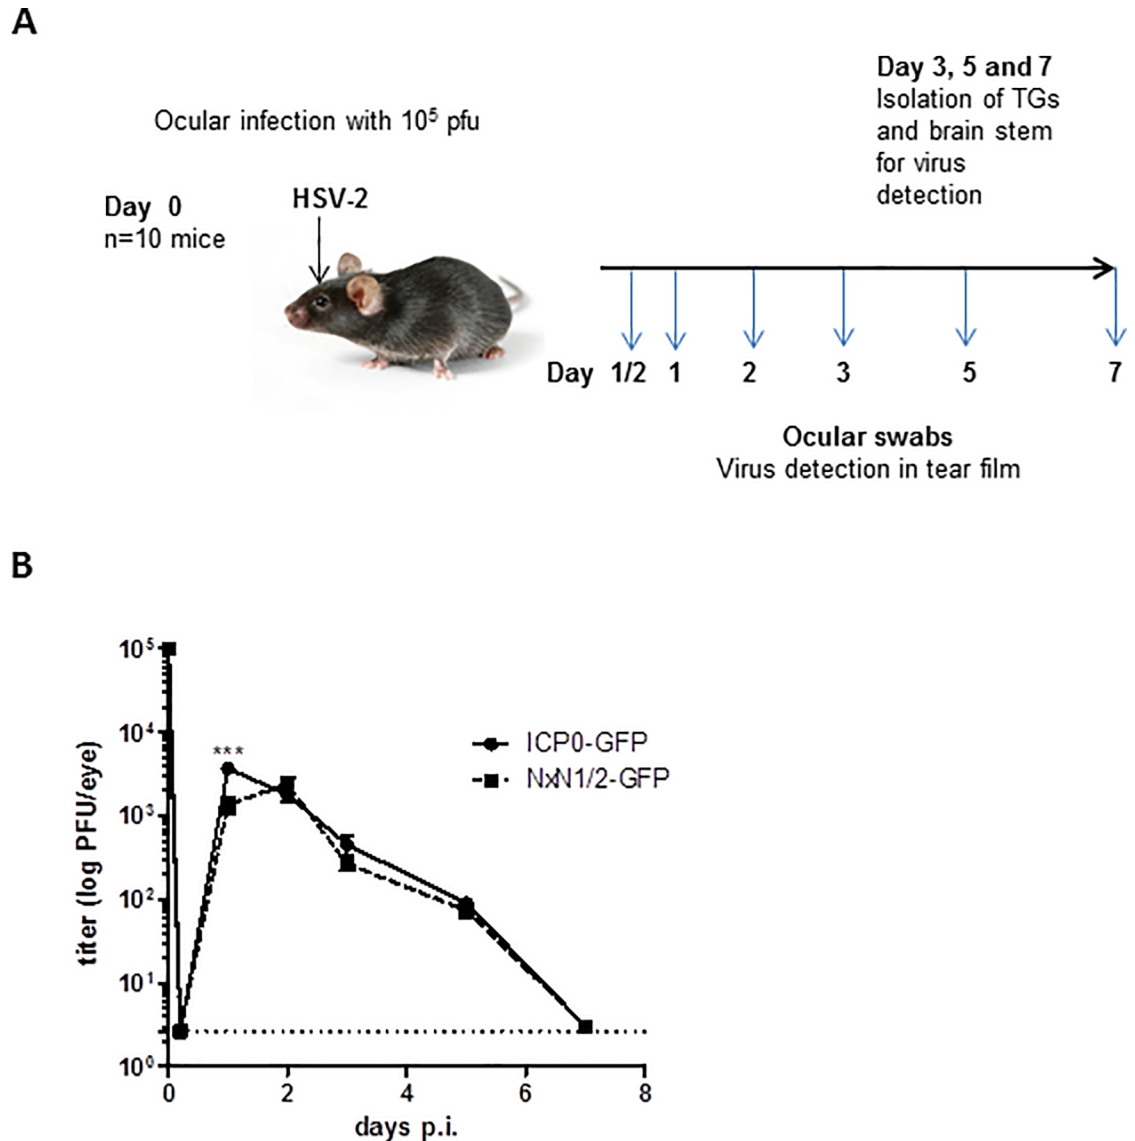 A
Day 3, 5 and 7
Isolation of TGs
and brain stem
for virus
detection
Ocular infection with 10⁵ pfu
HSV-2
Day 0
n=10 mice
Day 1/2 1 2 3 5 7
Ocular swabs
Virus detection in tear film
B
10⁵
10⁴
10³
10²
10¹
10⁰
titer (log PFU/eye)
***
ICP0-GFP
NxN1/2-GFP
0 2 4 6 8
days p.i.